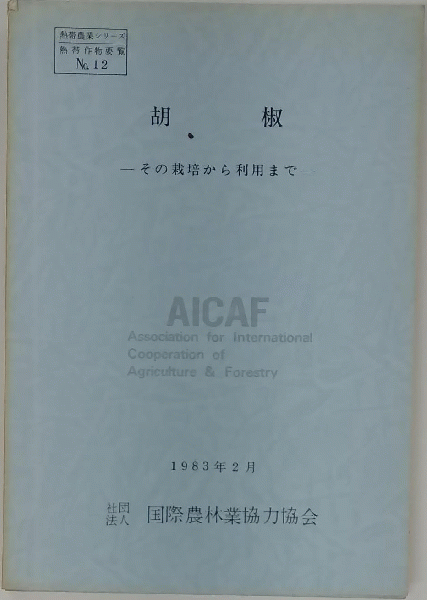 熱帯農業シリーズ
熱帯作物要覧
No.12
胡椒
―その栽培から利用まで―
AICAF
Association for International
Cooperation of
Agriculture & Forestry
1983年2月
社団法人 国際農林業協力協会